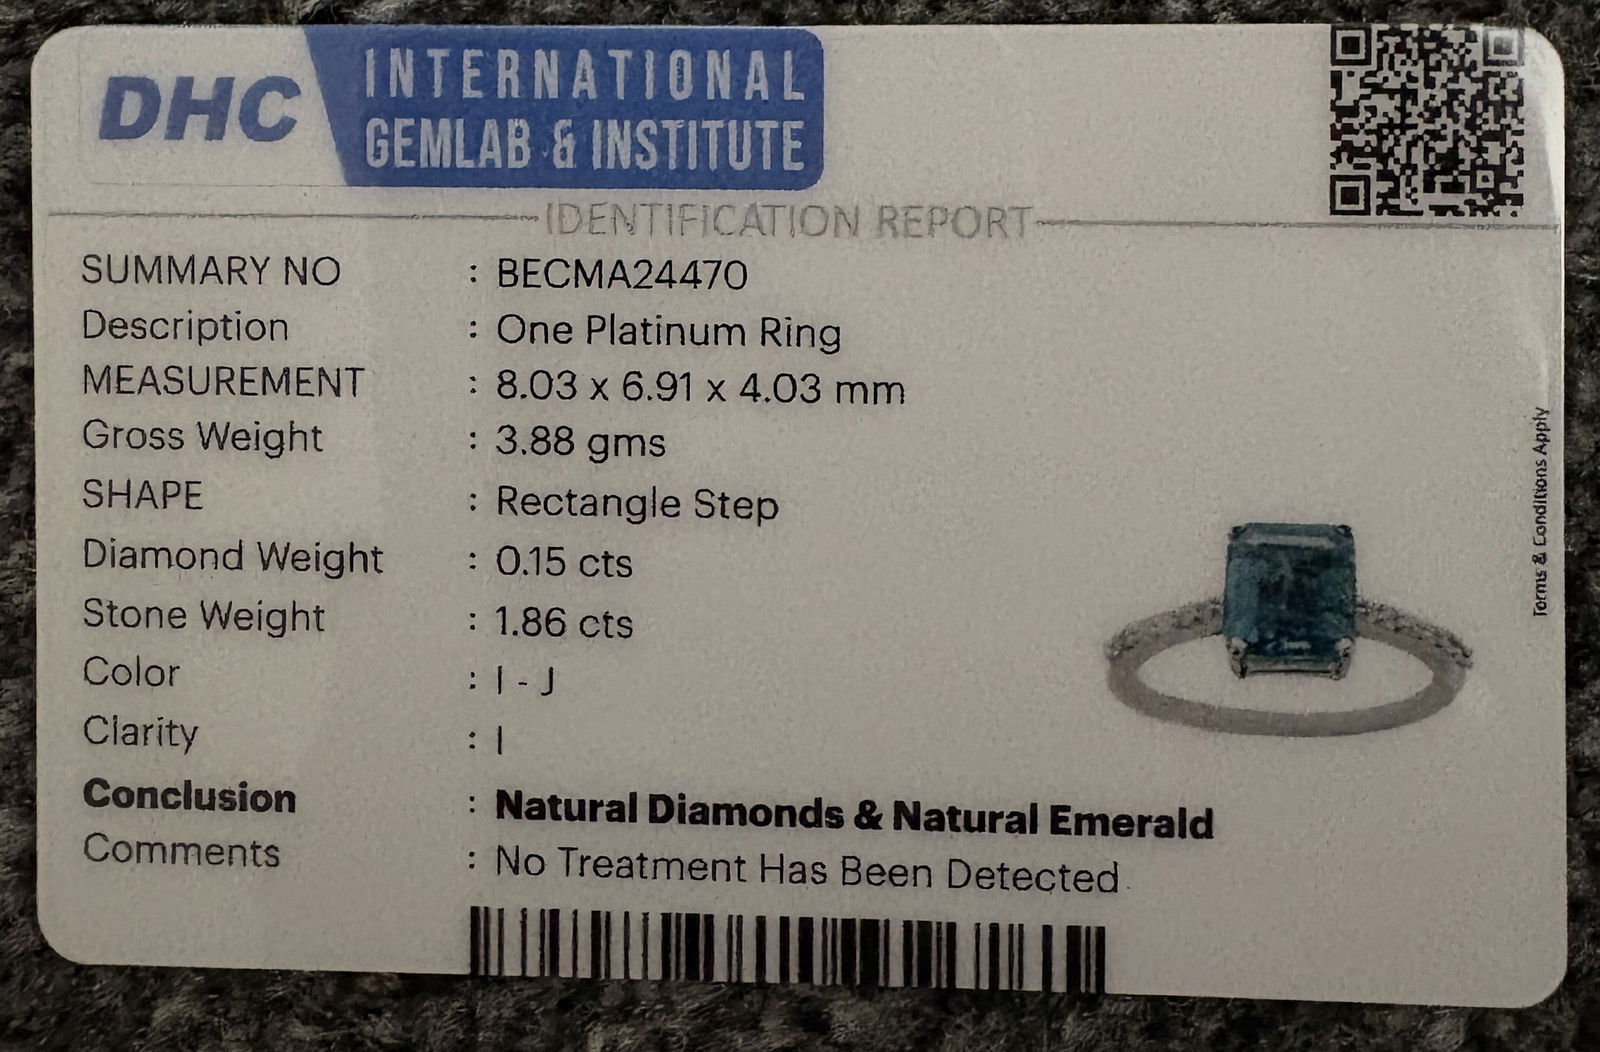 DHC INTERNATIONAL
GEMLAB & INSTITUTE
IDENTIFICATION REPORT
SUMMARY NO : BECMA24470
Description : One Platinum Ring
MEASUREMENT : 8.03 x 6.91 x 4.03 mm
Gross Weight : 3.88 gms
SHAPE : Rectangle Step
Diamond Weight : 0.15 cts
Stone Weight : 1.86 cts
Color : I - J
Clarity : I
Conclusion : Natural Diamonds & Natural Emerald
Comments : No Treatment Has Been Detected.
Terms & Conditions Apply